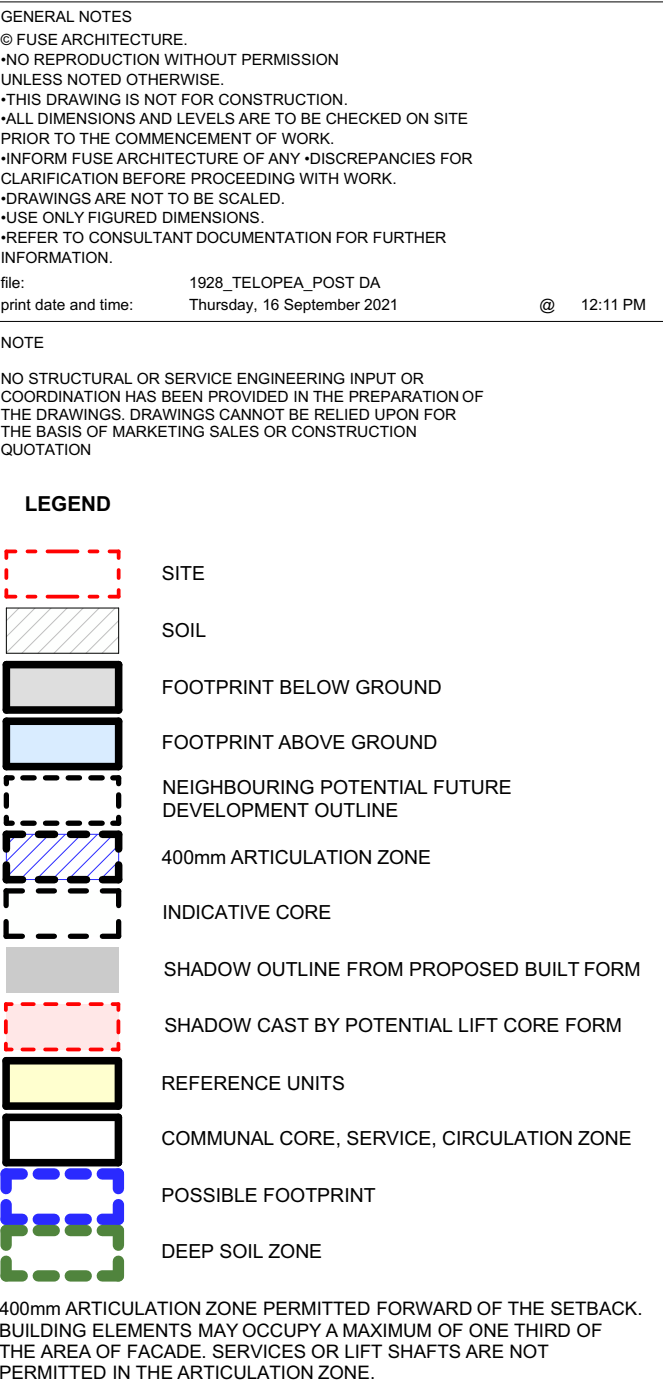 GENERAL NOTES
© FUSE ARCHITECTURE.
•NO REPRODUCTION WITHOUT PERMISSION
UNLESS NOTED OTHERWISE.
•THIS DRAWING IS NOT FOR CONSTRUCTION.
•ALL DIMENSIONS AND LEVELS ARE TO BE CHECKED ON SITE
PRIOR TO THE COMMENCEMENT OF WORK.
•INFORM FUSE ARCHITECTURE OF ANY •DISCREPANCIES FOR
CLARIFICATION BEFORE PROCEEDING WITH WORK.
•DRAWINGS ARE NOT TO BE SCALED.
•USE ONLY FIGURED DIMENSIONS.
•REFER TO CONSULTANT DOCUMENTATION FOR FURTHER
INFORMATION.
file: 1928_TELOPEA_POST DA
print date and time: Thursday, 16 September 2021 @ 12:11 PM
NOTE
NO STRUCTURAL OR SERVICE ENGINEERING INPUT OR
COORDINATION HAS BEEN PROVIDED IN THE PREPARATION OF
THE DRAWINGS. DRAWINGS CANNOT BE RELIED UPON FOR
THE BASIS OF MARKETING SALES OR CONSTRUCTION
QUOTATION
LEGEND
SITE
SOIL
FOOTPRINT BELOW GROUND
FOOTPRINT ABOVE GROUND
NEIGHBOURING POTENTIAL FUTURE
DEVELOPMENT OUTLINE
400mm ARTICULATION ZONE
INDICATIVE CORE
SHADOW OUTLINE FROM PROPOSED BUILT FORM
SHADOW CAST BY POTENTIAL LIFT CORE FORM
REFERENCE UNITS
COMMUNAL CORE, SERVICE, CIRCULATION ZONE
POSSIBLE FOOTPRINT
DEEP SOIL ZONE
400mm ARTICULATION ZONE PERMITTED FORWARD OF THE SETBACK.
BUILDING ELEMENTS MAY OCCUPY A MAXIMUM OF ONE THIRD OF
THE AREA OF FACADE. SERVICES OR LIFT SHAFTS ARE NOT
PERMITTED IN THE ARTICULATION ZONE.